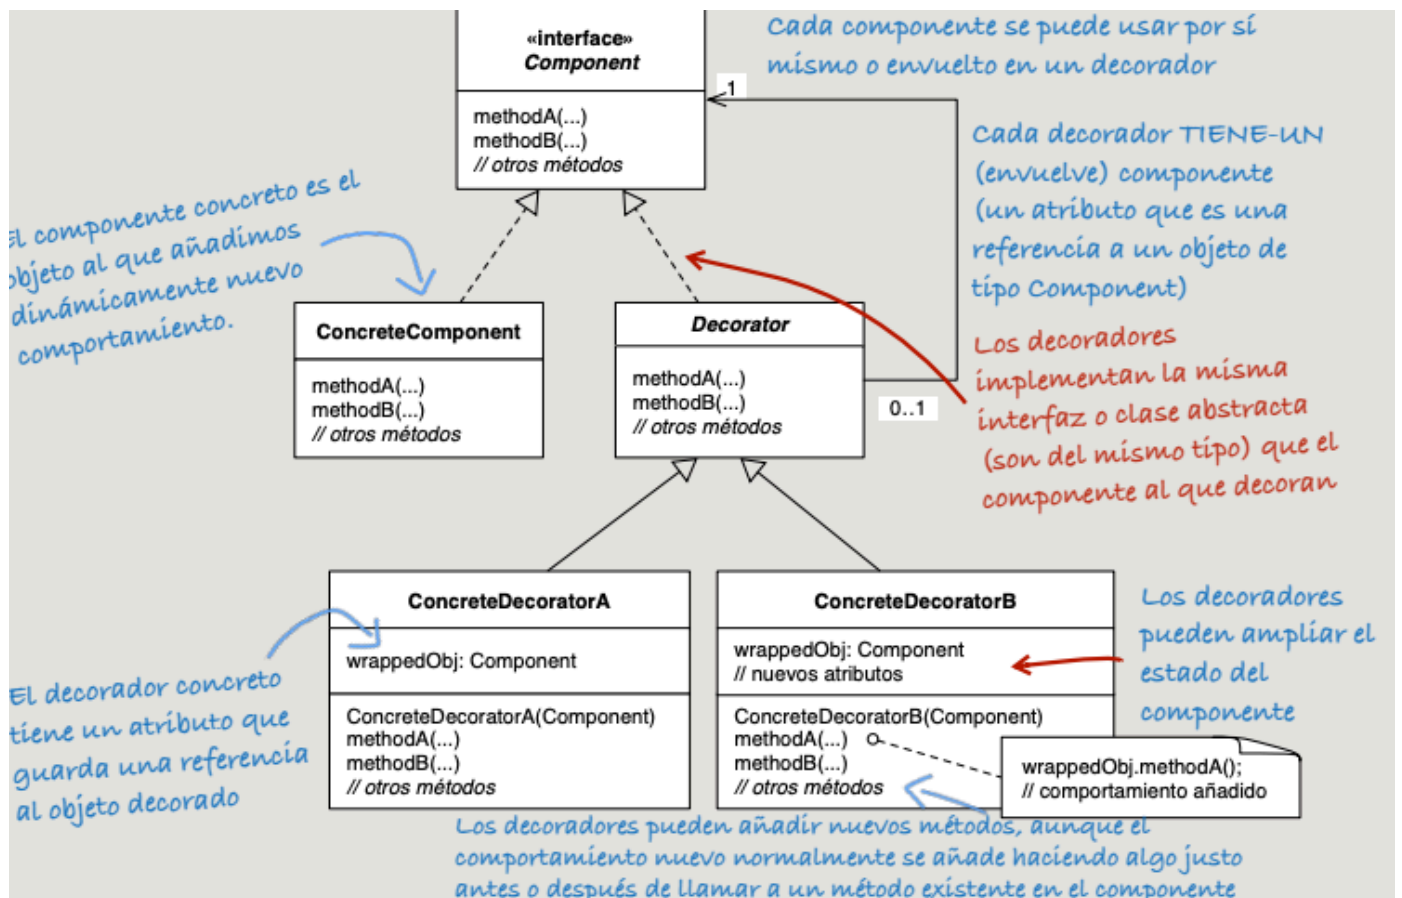 «interface»
Component
methodA(...)
methodB(...)
// otros métodos
Cada componente se puede usar por sí
mismo o envuelto en un decorador
1
Cada decorador TIENE-UN
(envuelve) componente
(un atributo que es una
referencia a un objeto de
tipo Component)
El componente concreto es el
objeto al que añadimos
dinámicamente nuevo
comportamiento.
ConcreteComponent
methodA(...)
methodB(...)
// otros métodos
Decorator
methodA(...)
methodB(...)
// otros métodos
0..1
Los decoradores
implementan la misma
interfaz o clase abstracta
(son del mismo tipo) que el
componente al que decoran
ConcreteDecoratorA
wrappedObj: Component
ConcreteDecoratorA(Component)
methodA(...)
methodB(...)
// otros métodos
El decorador concreto
tiene un atributo que
guarda una referencia
al objeto decorado
ConcreteDecoratorB
wrappedObj: Component
// nuevos atributos
ConcreteDecoratorB(Component)
methodA(...)
methodB(...)
// otros métodos
Los decoradores
pueden ampliar el
estado del
componente
wrappedObj.methodA();
// comportamiento añadido
Los decoradores pueden añadir nuevos métodos, aunque el
comportamiento nuevo normalmente se añade haciendo algo justo
antes o después de llamar a un método existente en el componente